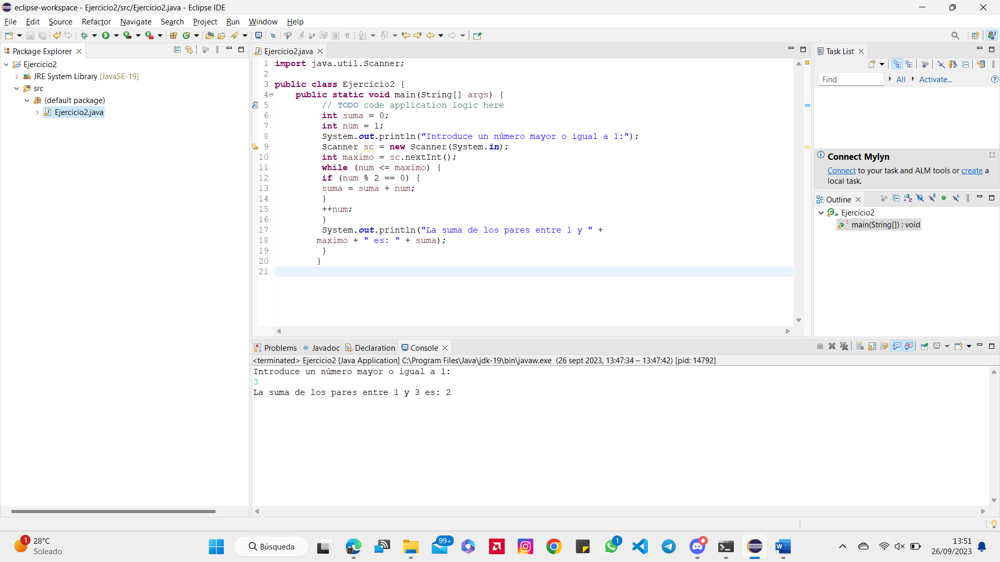 eclipse-workspace - Ejercicio2/src/Ejercicio2.java - Eclipse IDE
File Edit Source Refactor Navigate Search Project Run Window Help
Package Explorer
Ejercicio2
JRE System Library [JavaSE-19]
src
(default package)
Ejercicio2.java
Ejercicio2.java
1 import java.util.Scanner;
2
3 public class Ejercicio2 {
4 public static void main(String[] args) {
5 // TODO code application logic here
6 int suma = 0;
7 int num = 1;
8 System.out.println("Introduce un número mayor o igual a 1:");
9 Scanner sc = new Scanner(System.in);
10 int maximo = sc.nextInt();
11 while (num <= maximo) {
12 if (num % 2 == 0) {
13 suma = suma + num;
14 }
15 ++num;
16 }
17 System.out.println("La suma de los pares entre 1 y " +
18 maximo + " es: " + suma);
19 }
20 }
21
Task List
Find All Activate...
Connect Mylyn
Connect to your task and ALM tools or create a
local task.
Outline
Ejercicio2
main(String[]) : void
Problems @ Javadoc Declaration Console
<terminated> Ejercicio2 [Java Application] C:\Program Files\Java\jdk-19\bin\javaw.exe (26 sept 2023, 13:47:34 – 13:47:42) [pid: 14792]
Introduce un número mayor o igual a 1:
3
La suma de los pares entre 1 y 3 es: 2
1
28°C
Soleado
Búsqueda
99+
1
13:51
26/09/2023